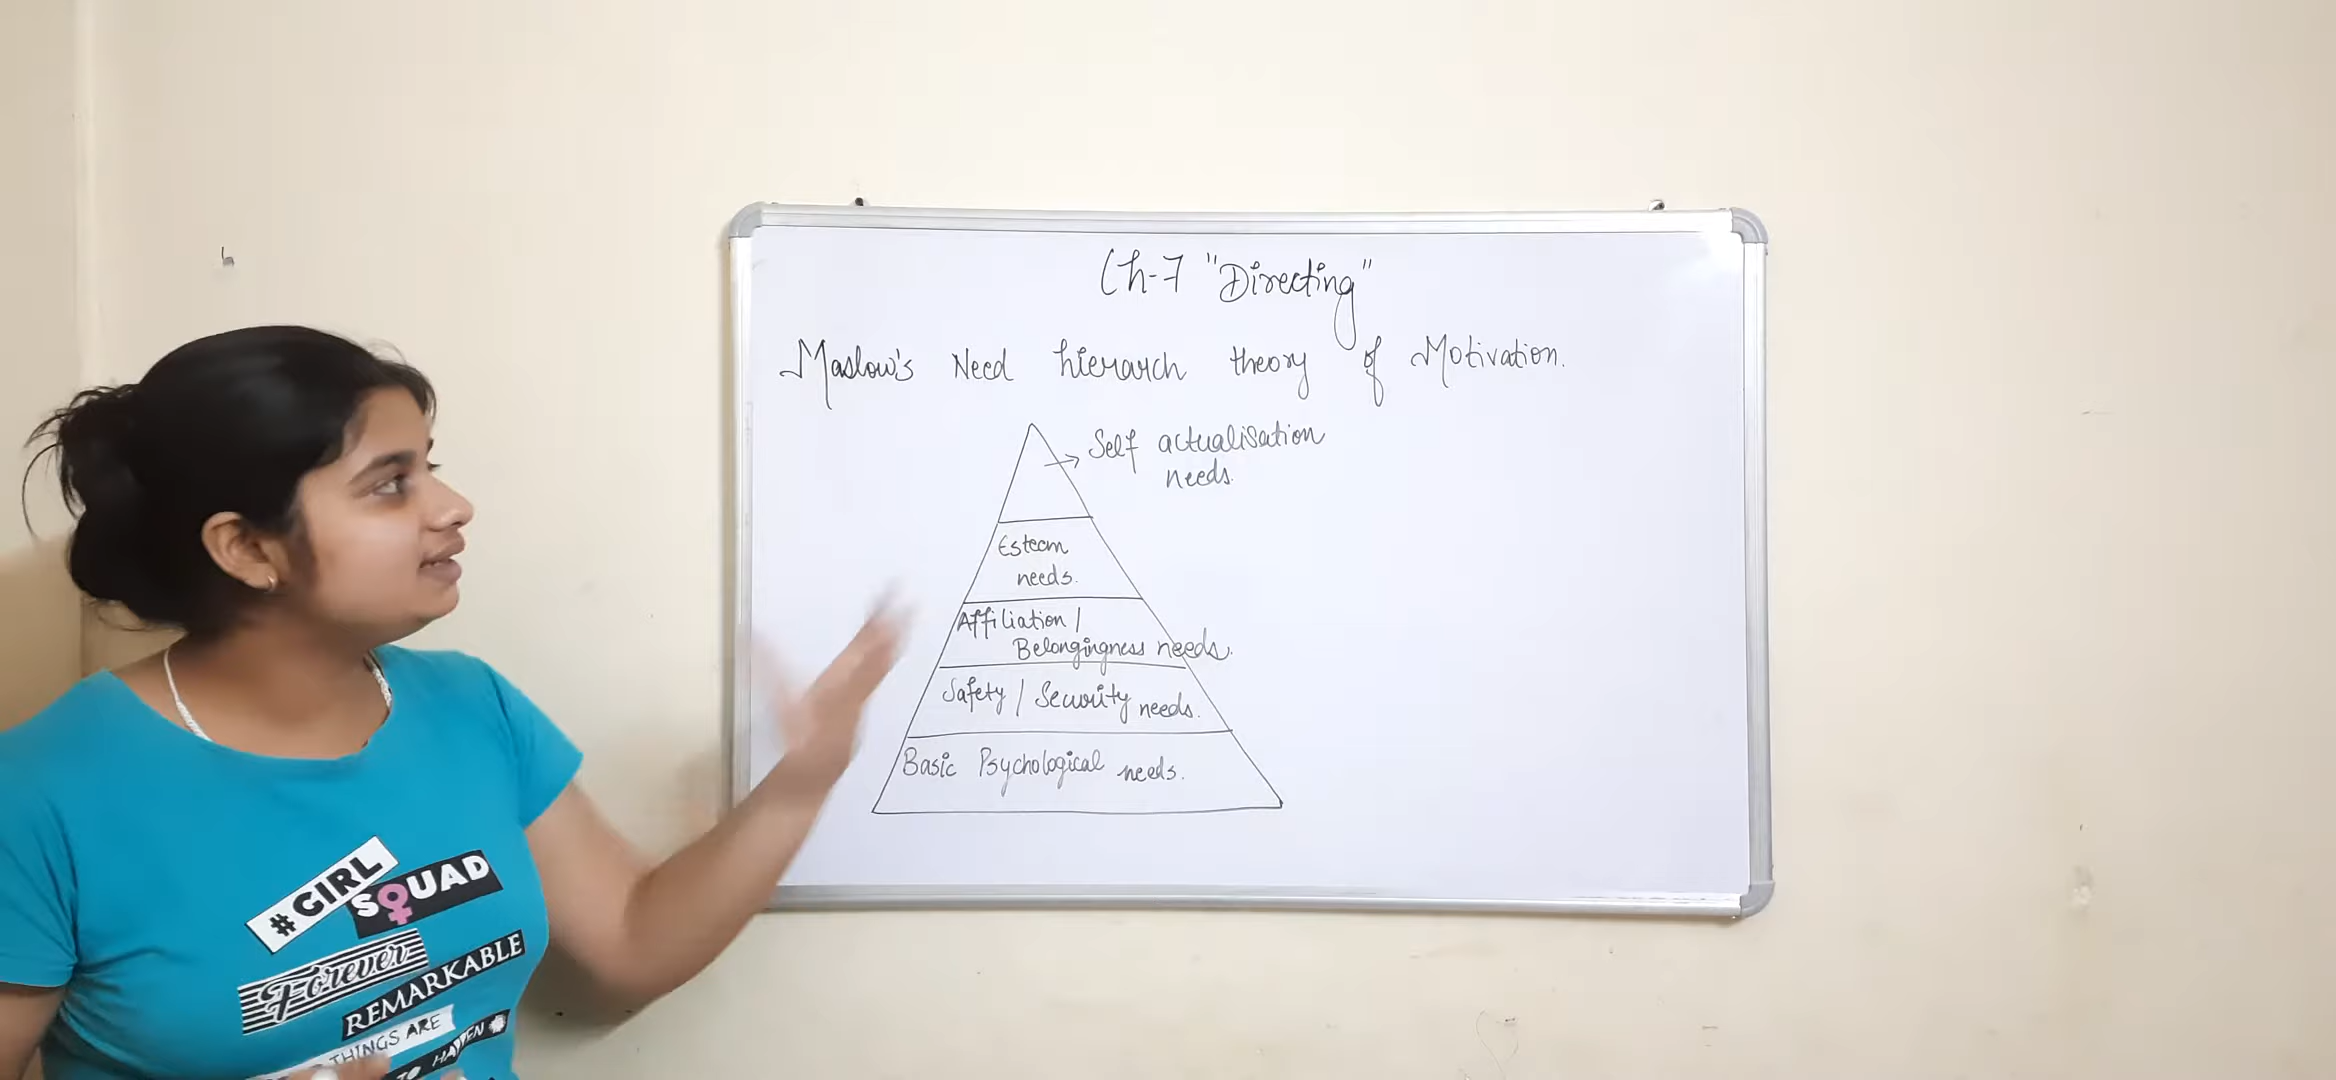 Ch-7 "Directing"
Maslow's Need hierarch theory of Motivation.
Self actualisation
needs.
Esteem
needs.
Affiliation /
Belongingness needs.
Safety / Security needs.
Basic Psychological needs.
#GIRL
SQUAD
Forever
REMARKABLE
THINGS ARE
TO HAPPEN